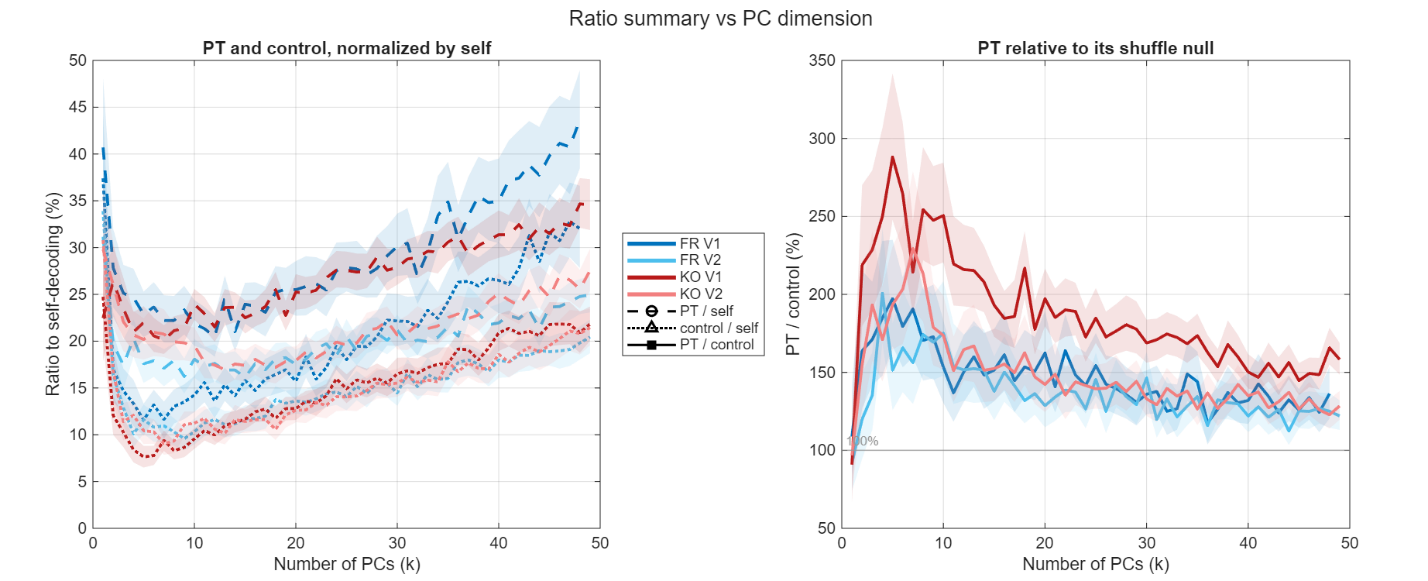 Ratio summary vs PC dimension
PT and control, normalized by self
Ratio to self-decoding (%)
50
45
40
35
30
25
20
15
10
5
0
0 10 20 30 40 50
Number of PCs (k)
FR V1
FR V2
KO V1
KO V2
PT / self
control / self
PT / control
PT relative to its shuffle null
PT / control (%)
350
300
250
200
150
100
50
100%
0 10 20 30 40 50
Number of PCs (k)